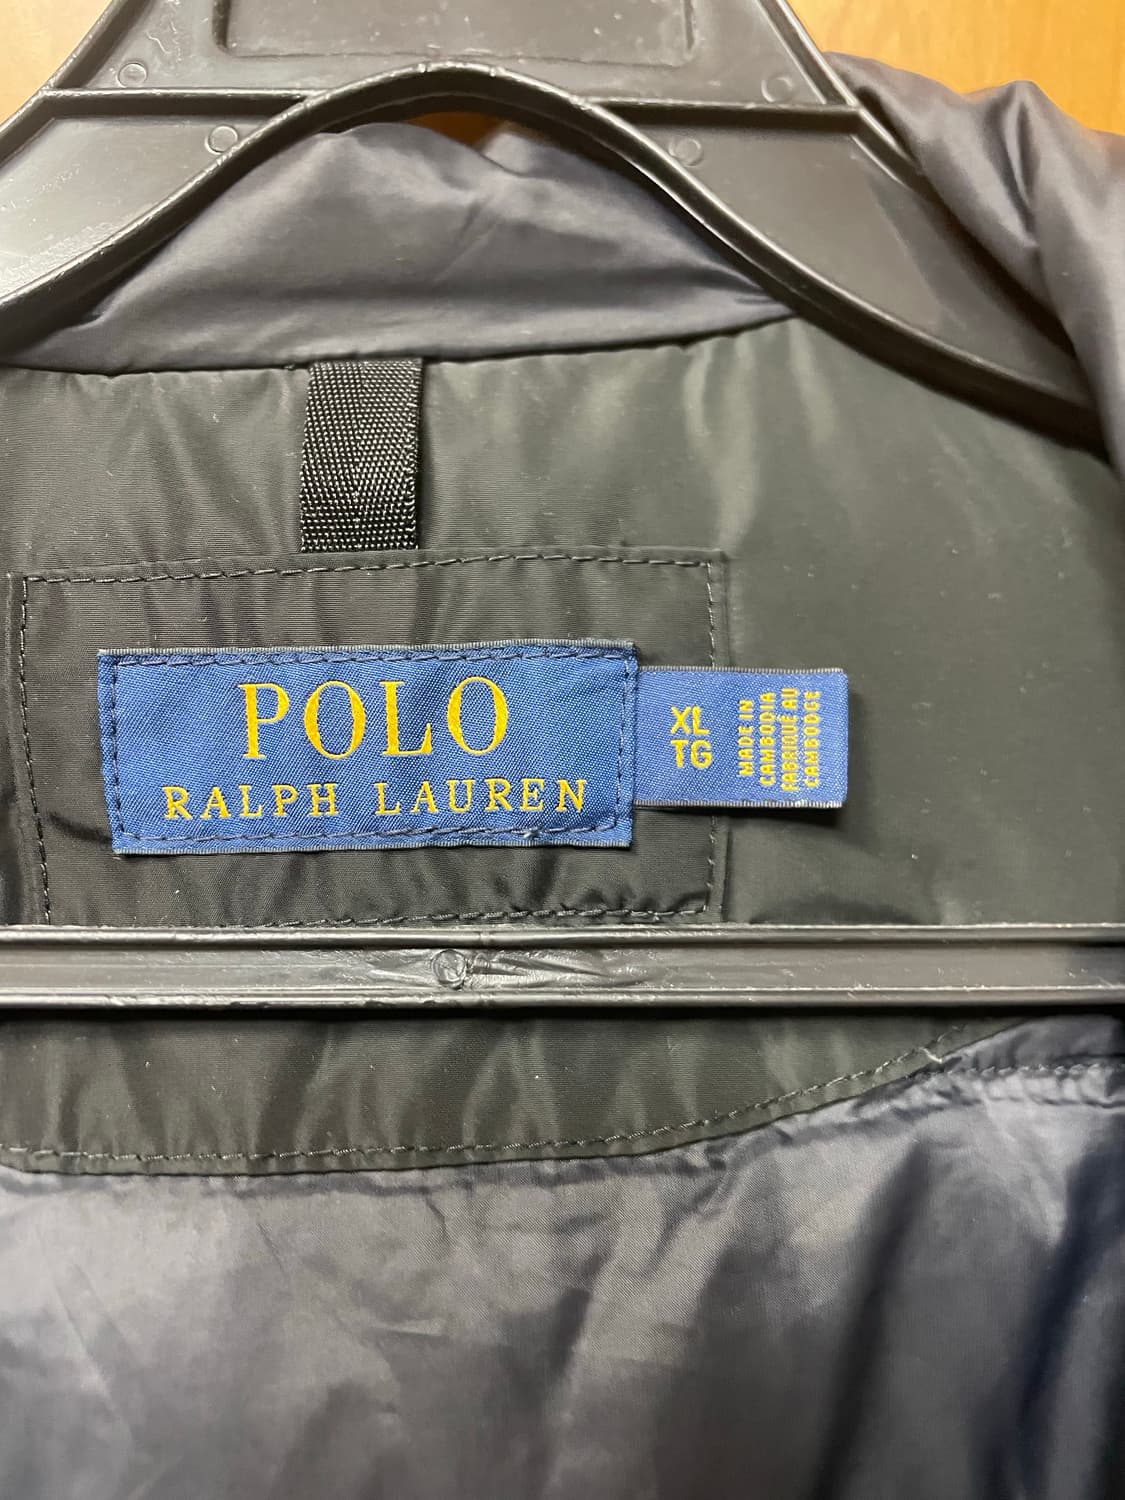 POLO
RALPH LAUREN
XL
TG
MADE IN
CAMBODIA
FABRIQUÉ AU
CAMBODGE